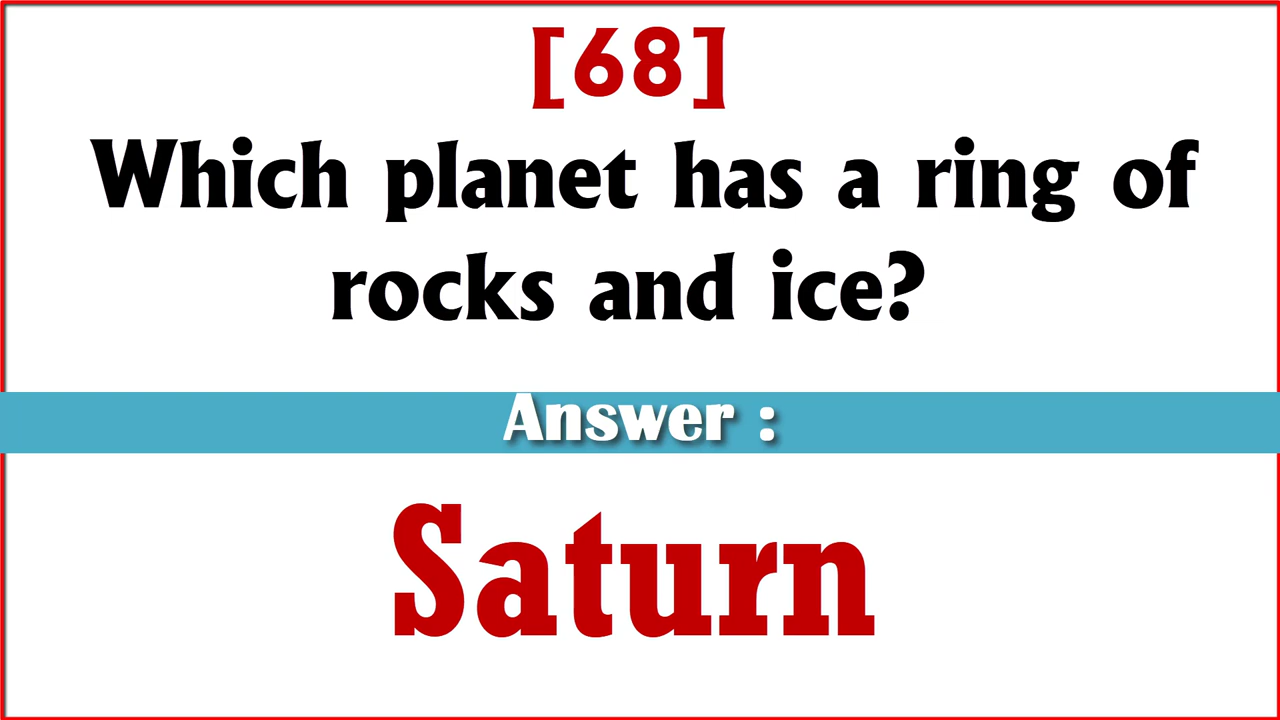 [68]
Which planet has a ring of
rocks and ice?
Answer :
Saturn